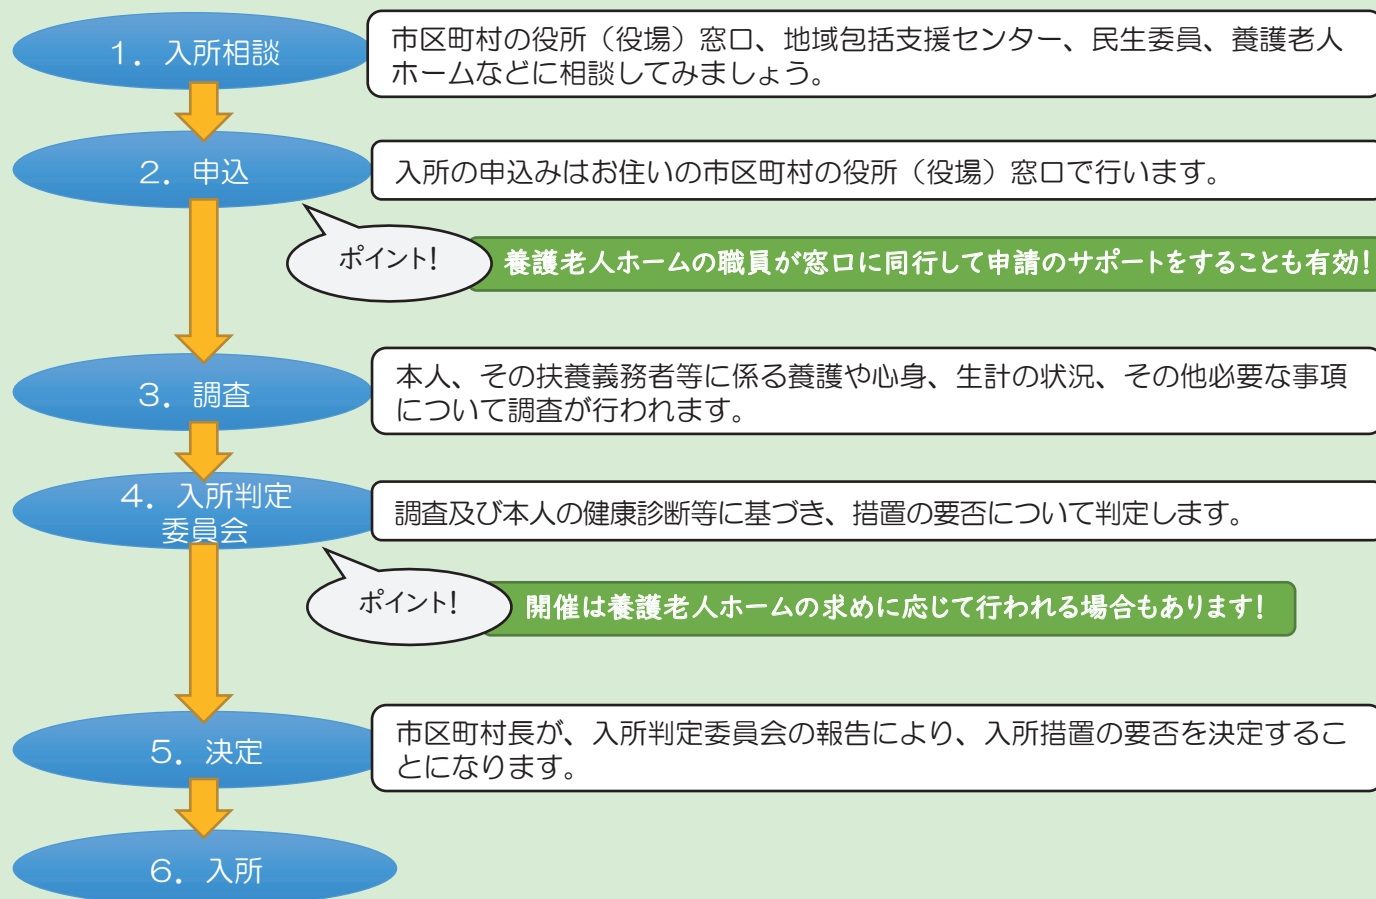 1．入所相談
市区町村の役所（役場）窓口、地域包括支援センター、民生委員、養護老人
ホームなどに相談してみましょう。
2．申込
入所の申込みはお住いの市区町村の役所（役場）窓口で行います。
ポイント！
養護老人ホームの職員が窓口に同行して申請のサポートをすることも有効！
3．調査
本人、その扶養義務者等に係る養護や心身、生計の状況、その他必要な事項
について調査が行われます。
4．入所判定
委員会
調査及び本人の健康診断等に基づき、措置の要否について判定します。
ポイント！
開催は養護老人ホームの求めに応じて行われる場合もあります！
5．決定
市区町村長が、入所判定委員会の報告により、入所措置の要否を決定するこ
とになります。
6．入所